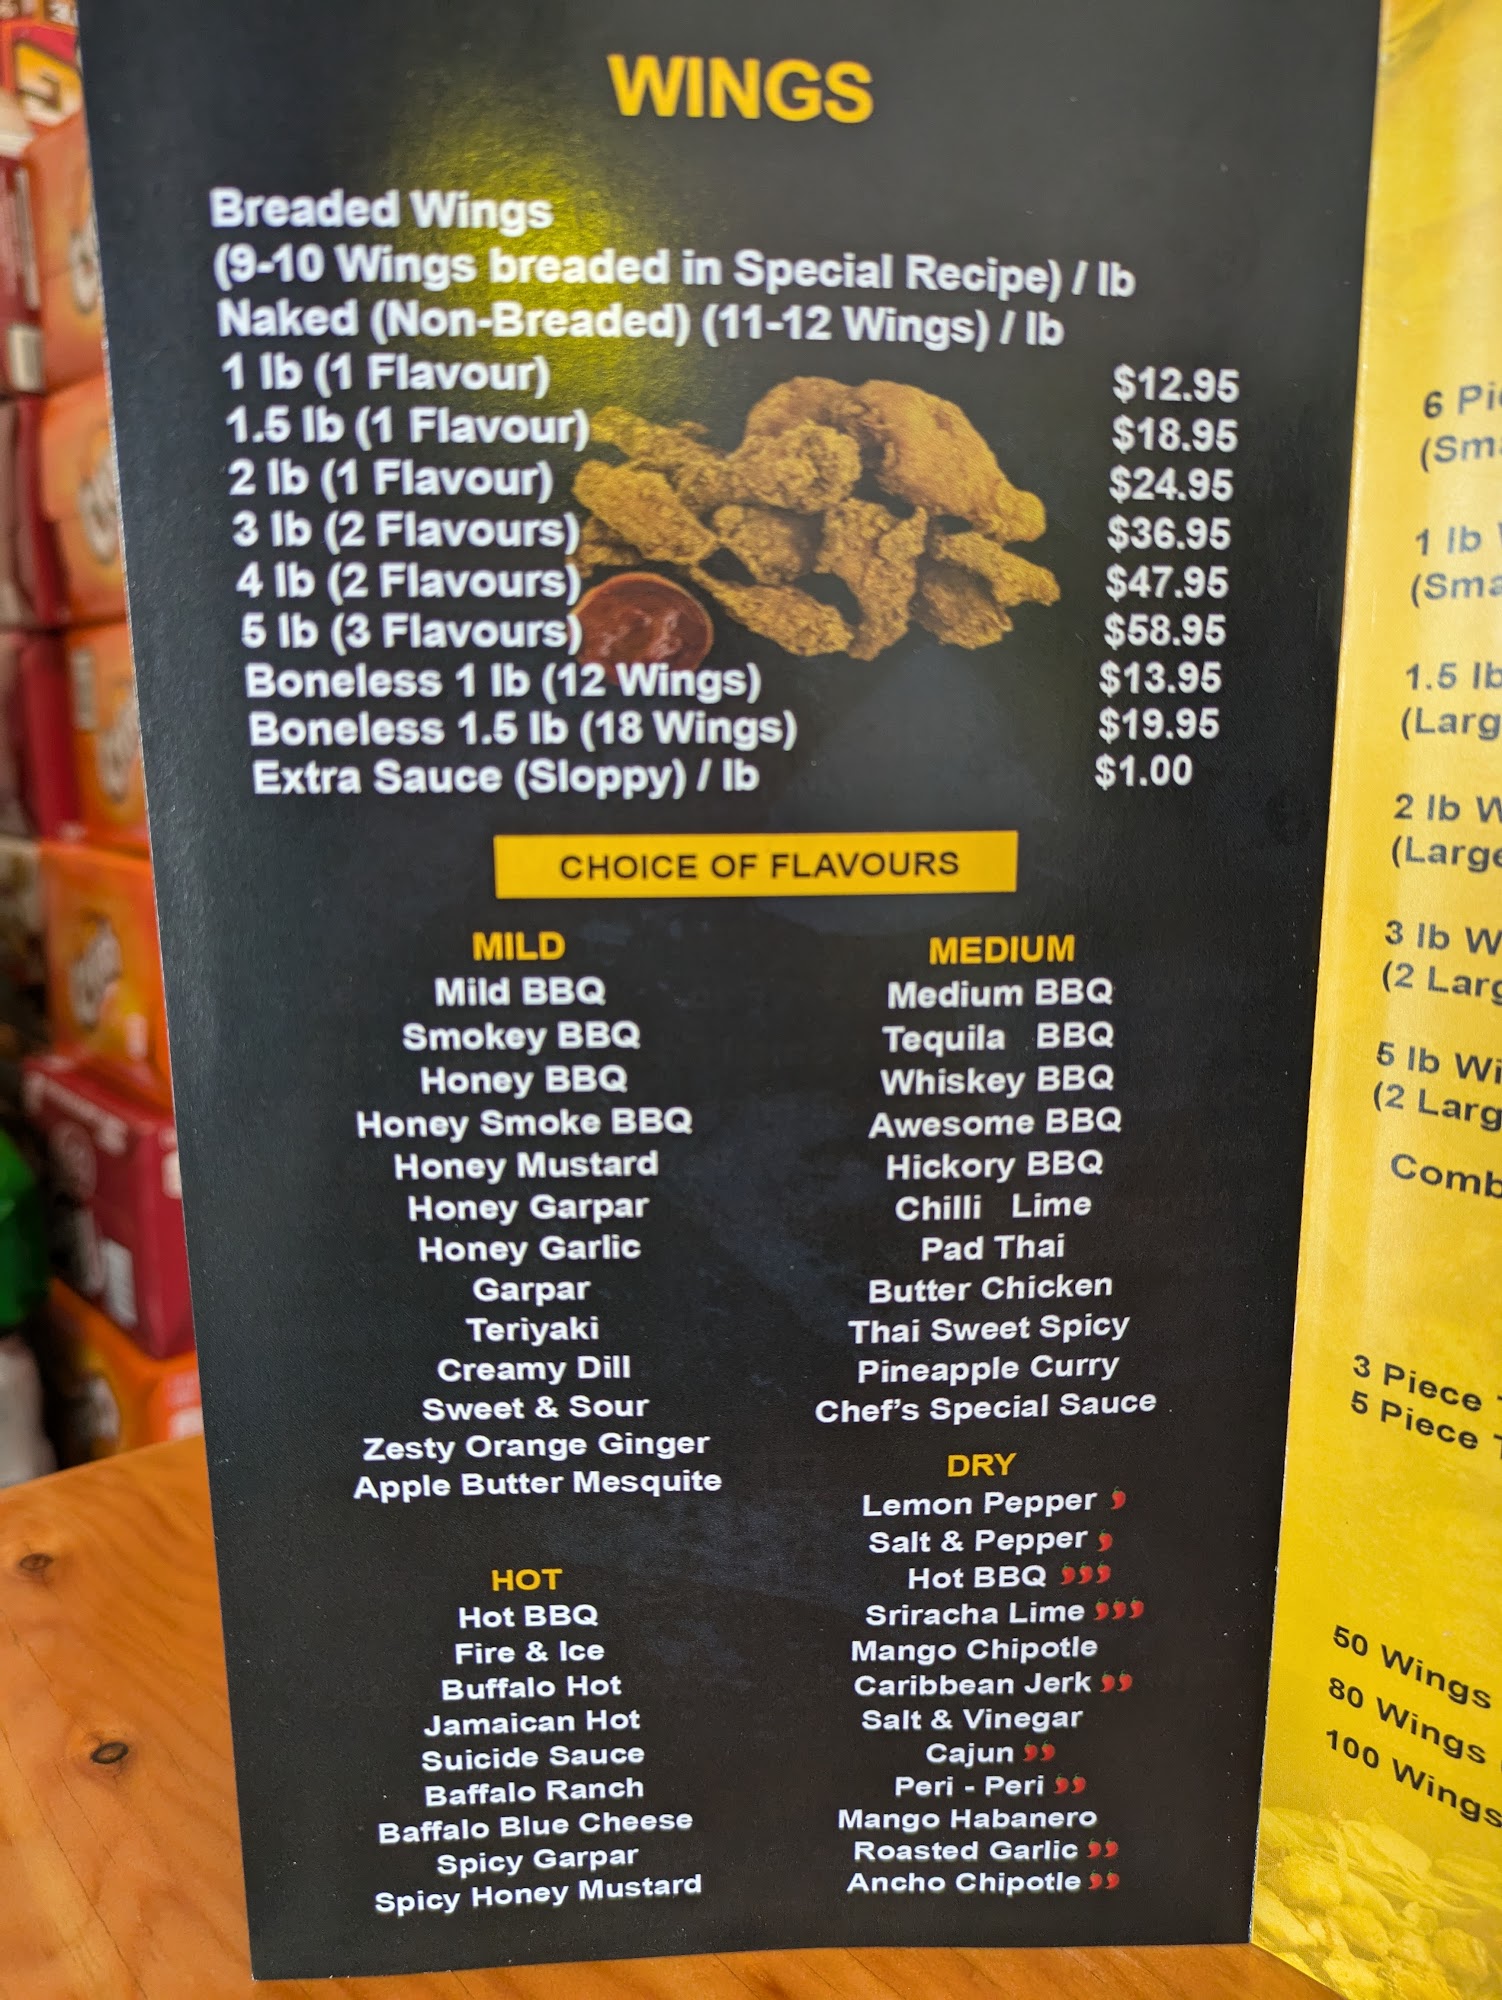 WINGS
Breaded Wings
(9-10 Wings breaded in Special Recipe) / lb
Naked (Non-Breaded) (11-12 Wings) / lb
1 lb (1 Flavour) $12.95
1.5 lb (1 Flavour) $18.95
2 lb (1 Flavour) $24.95
3 lb (2 Flavours) $36.95
4 lb (2 Flavours) $47.95
5 lb (3 Flavours) $58.95
Boneless 1 lb (12 Wings) $13.95
Boneless 1.5 lb (18 Wings) $19.95
Extra Sauce (Sloppy) / lb $1.00
CHOICE OF FLAVOURS
MILD
Mild BBQ
Smokey BBQ
Honey BBQ
Honey Smoke BBQ
Honey Mustard
Honey Garpar
Honey Garlic
Garpar
Teriyaki
Creamy Dill
Sweet & Sour
Zesty Orange Ginger
Apple Butter Mesquite
HOT
Hot BBQ
Fire & Ice
Buffalo Hot
Jamaican Hot
Suicide Sauce
Baffalo Ranch
Baffalo Blue Cheese
Spicy Garpar
Spicy Honey Mustard
MEDIUM
Medium BBQ
Tequila BBQ
Whiskey BBQ
Awesome BBQ
Hickory BBQ
Chilli Lime
Pad Thai
Butter Chicken
Thai Sweet Spicy
Pineapple Curry
Chef's Special Sauce
DRY
Lemon Pepper
Salt & Pepper
Hot BBQ
Sriracha Lime
Mango Chipotle
Caribbean Jerk
Salt & Vinegar
Cajun
Peri - Peri
Mango Habanero
Roasted Garlic
Ancho Chipotle
6
1 lb
1.5 lb
2 lb
3 lb
(2
5 lb
(2
3 Piece
5 Piece
50 Wings
80 Wings
100 Wings